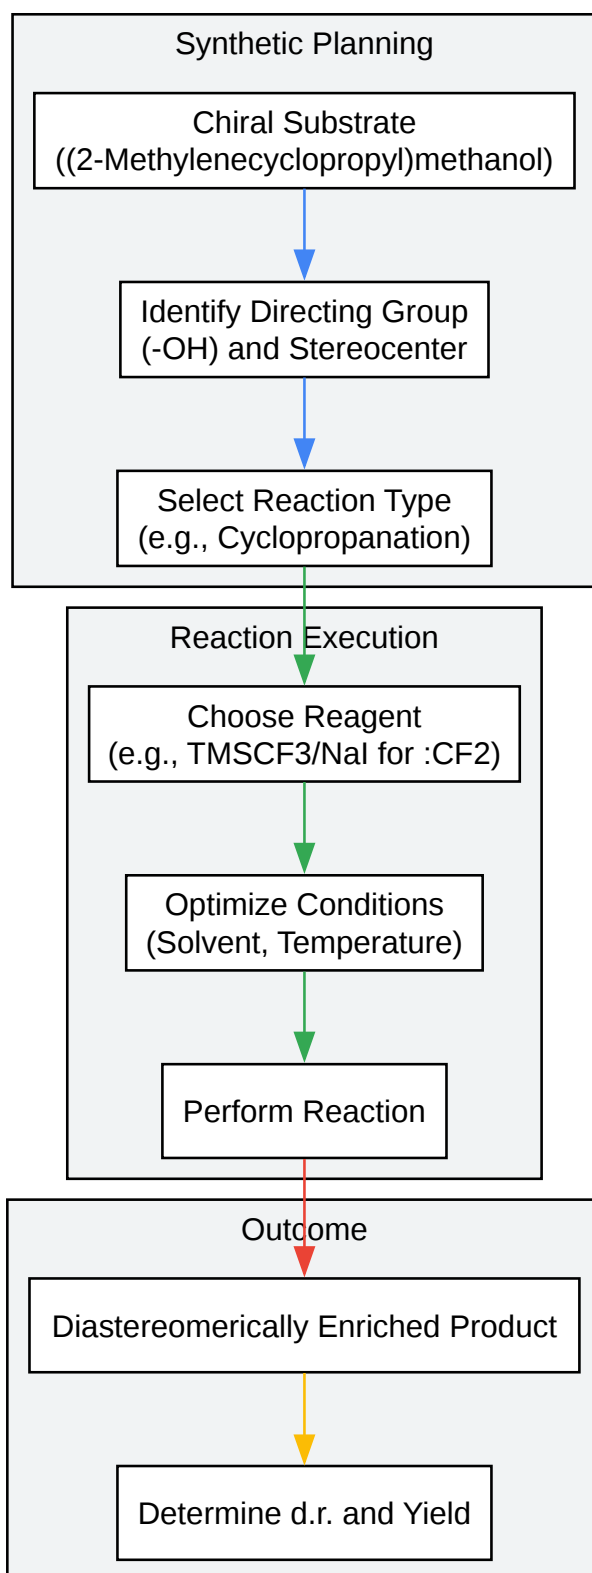 Synthetic Planning
Chiral Substrate
((2-Methylenecyclopropyl)methanol)
Identify Directing Group
(-OH) and Stereocenter
Select Reaction Type
(e.g., Cyclopropanation)
Reaction Execution
Choose Reagent
(e.g., TMSCF3/NaI for :CF2)
Optimize Conditions
(Solvent, Temperature)
Perform Reaction
Outcome
Diastereomerically Enriched Product
Determine d.r. and Yield